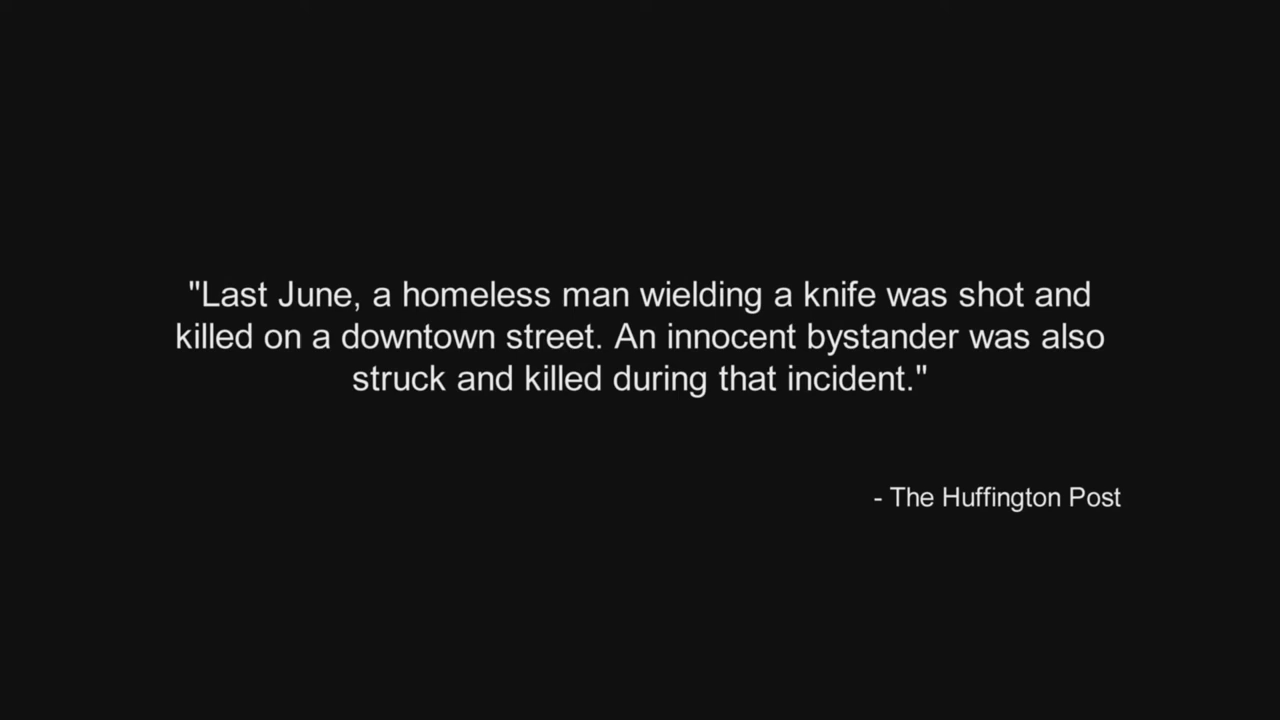 "Last June, a homeless man wielding a knife was shot and
killed on a downtown street. An innocent bystander was also
struck and killed during that incident."
- The Huffington Post